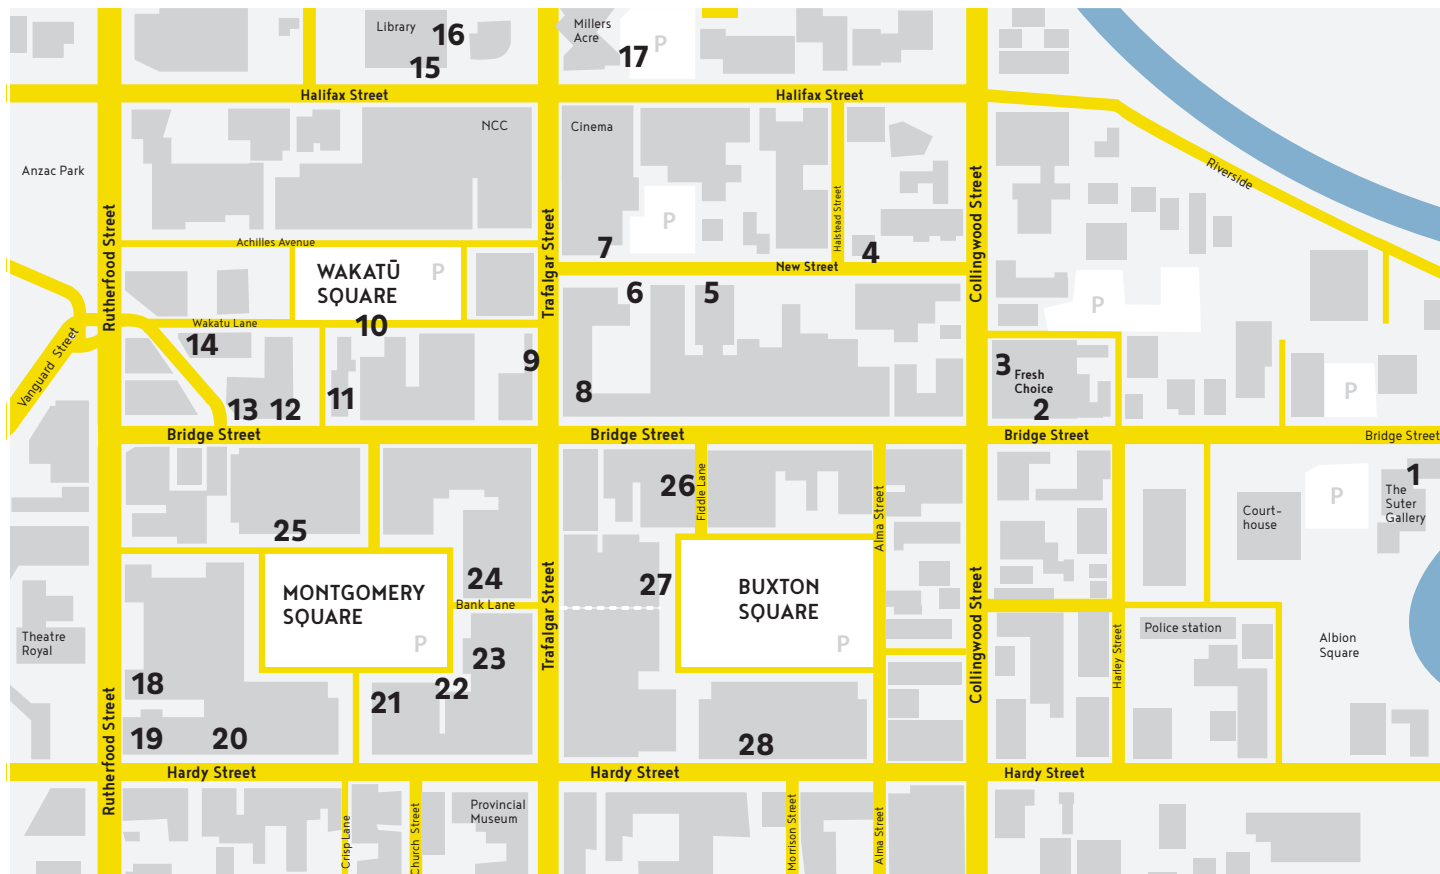 Library
16
15
Millers
Acre
17
P
Halifax Street
Halifax Street
NCC
Cinema
Anzac Park
Riverside
Rutherfood Street
Trafalgar Street
Halstead Street
Collingwood Street
P
7
4
Achilles Avenue
New Street
WAKATŪ
SQUARE
P
6
5
P
Wakatu Lane
10
14
Vanguard Street
9
3
Fresh
Choice
2
8
11
13
12
P
Bridge Street
Bridge Street
Bridge Street
Bridge Street
26
Fiddle Lane
Alma Street
1
The
Suter
Gallery
P
Court-
house
25
24
MONTGOMERY
SQUARE
P
Bank Lane
27
BUXTON
SQUARE
P
Trafalgar Street
Collingwood Street
Theatre
Royal
Police station
Harley Street
Albion
Square
23
22
21
18
19
20
28
Rutherfood Street
Hardy Street
Hardy Street
Hardy Street
Crisp Lane
Church Street
Provincial
Museum
Morrison Street
Alma Street